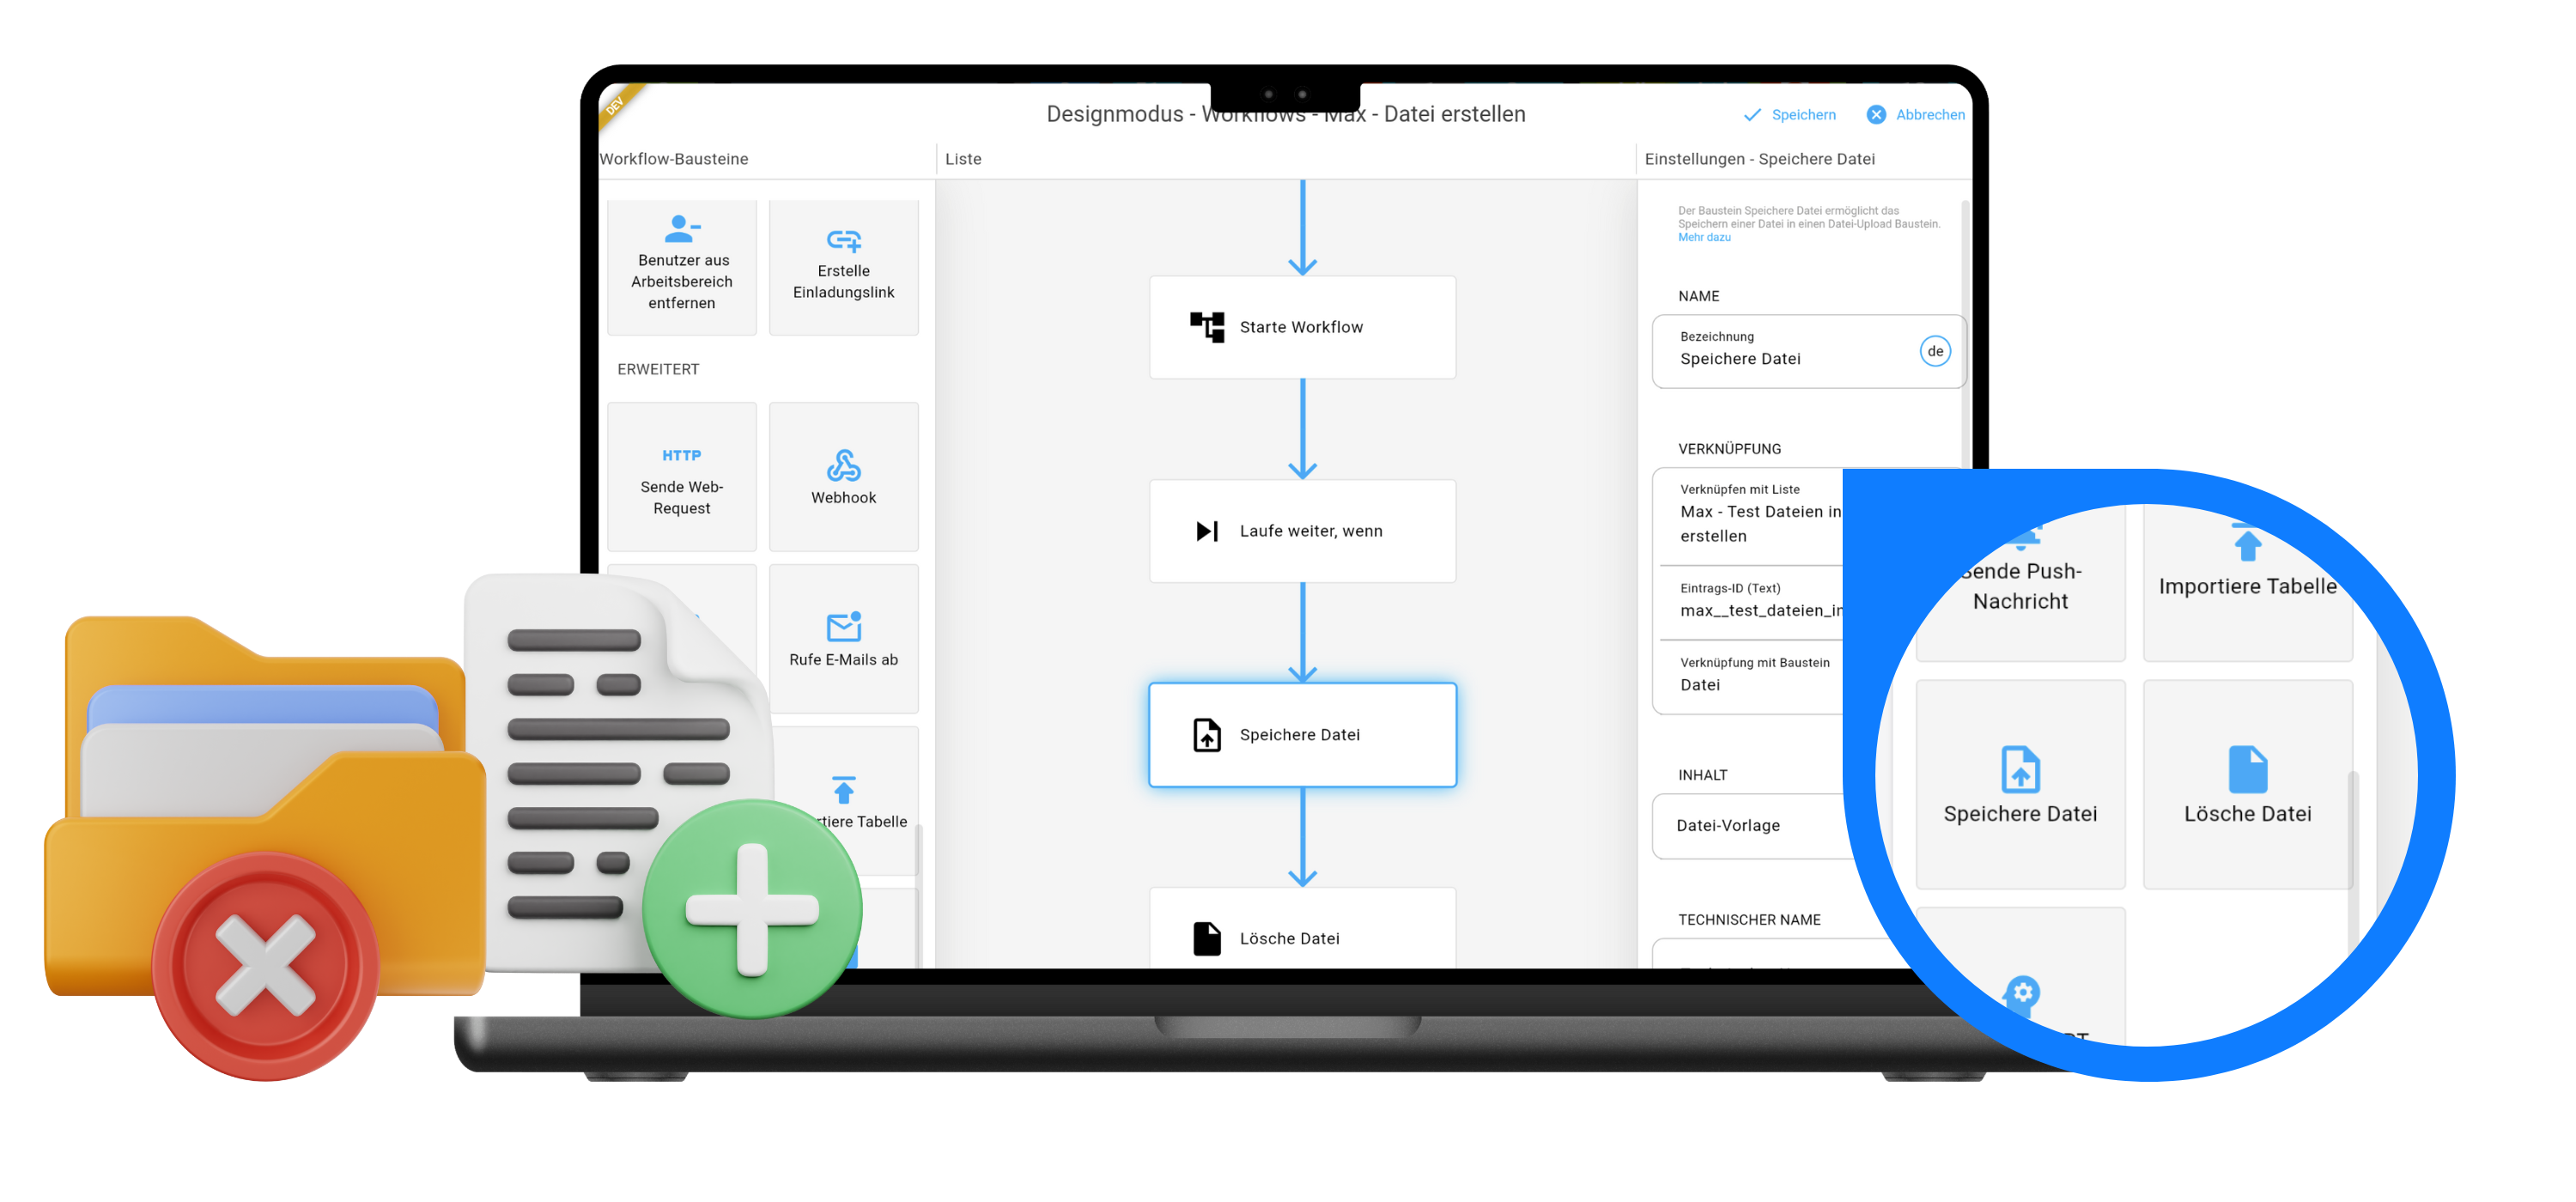 DEV
Designmodus - Workflows - Max - Datei erstellen
Speichern
Abbrechen
Workflow-Bausteine
Liste
Einstellungen - Speichere Datei
Benutzer aus
Arbeitsbereich
entfernen
Erstelle
Einladungslink
ERWEITERT
HTTP
Sende Web-
Request
Webhook
Rufe E-Mails ab
rtiere Tabelle
Starte Workflow
Laufe weiter, wenn
Speichere Datei
Lösche Datei
Der Baustein Speichere Datei ermöglicht das
Speichern einer Datei in einen Datei-Upload Baustein.
Mehr dazu
NAME
Bezeichnung
Speichere Datei
de
VERKNÜPFUNG
Verknüpfen mit Liste
Max - Test Dateien in
erstellen
Eintrags-ID (Text)
max__test_dateien_in
Verknüpfung mit Baustein
Datei
INHALT
Datei-Vorlage
TECHNISCHER NAME
Sende Push-
Nachricht
Importiere Tabelle
Speichere Datei
Lösche Datei